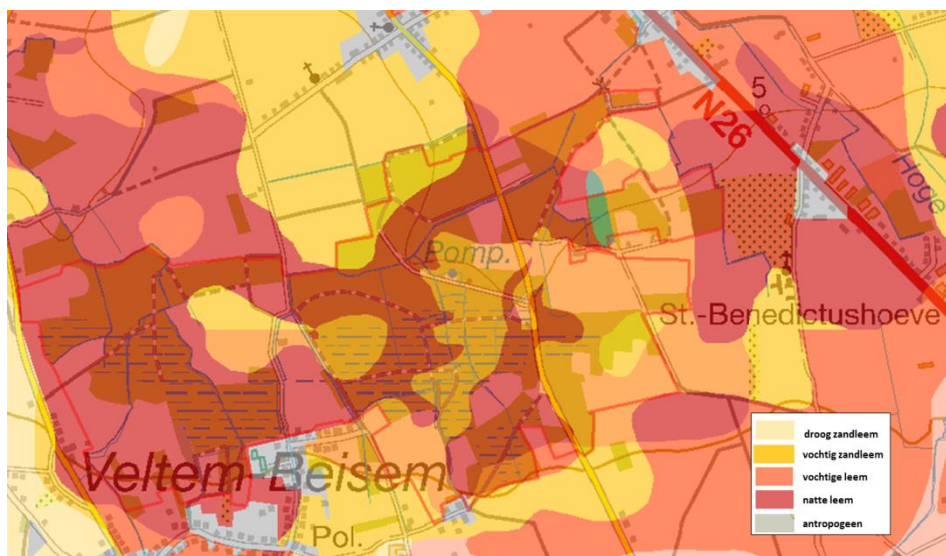 5
N26
Hoge
Pomp.
St.-Benedictushoeve
Veltem-Beisem
Pol.
droog zandleem
vochtig zandleem
vochtige leem
natte leem
antropogeen